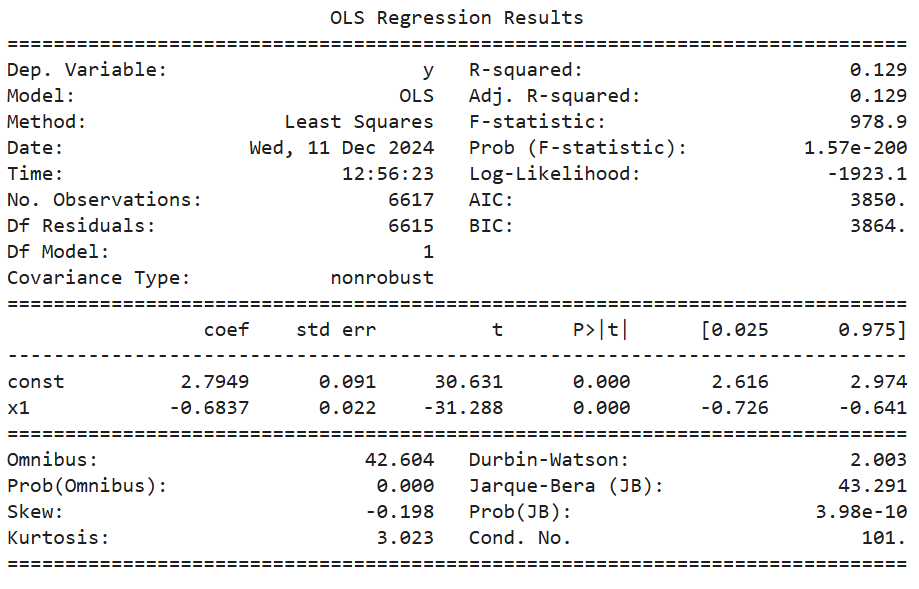 OLS Regression Results
==============================================================================
Dep. Variable:                      y   R-squared:                       0.129
Model:                            OLS   Adj. R-squared:                  0.129
Method:                 Least Squares   F-statistic:                     978.9
Date:                Wed, 11 Dec 2024   Prob (F-statistic):          1.57e-200
Time:                        12:56:23   Log-Likelihood:                -1923.1
No. Observations:                6617   AIC:                             3850.
Df Residuals:                    6615   BIC:                             3864.
Df Model:                           1
Covariance Type:            nonrobust
==============================================================================
                 coef    std err          t      P>|t|      [0.025      0.975]
------------------------------------------------------------------------------
const          2.7949      0.091     30.631      0.000       2.616       2.974
x1            -0.6837      0.022    -31.288      0.000      -0.726      -0.641
==============================================================================
Omnibus:                       42.604   Durbin-Watson:                   2.003
Prob(Omnibus):                  0.000   Jarque-Bera (JB):               43.291
Skew:                          -0.198   Prob(JB):                     3.98e-10
Kurtosis:                       3.023   Cond. No.                         101.
==============================================================================